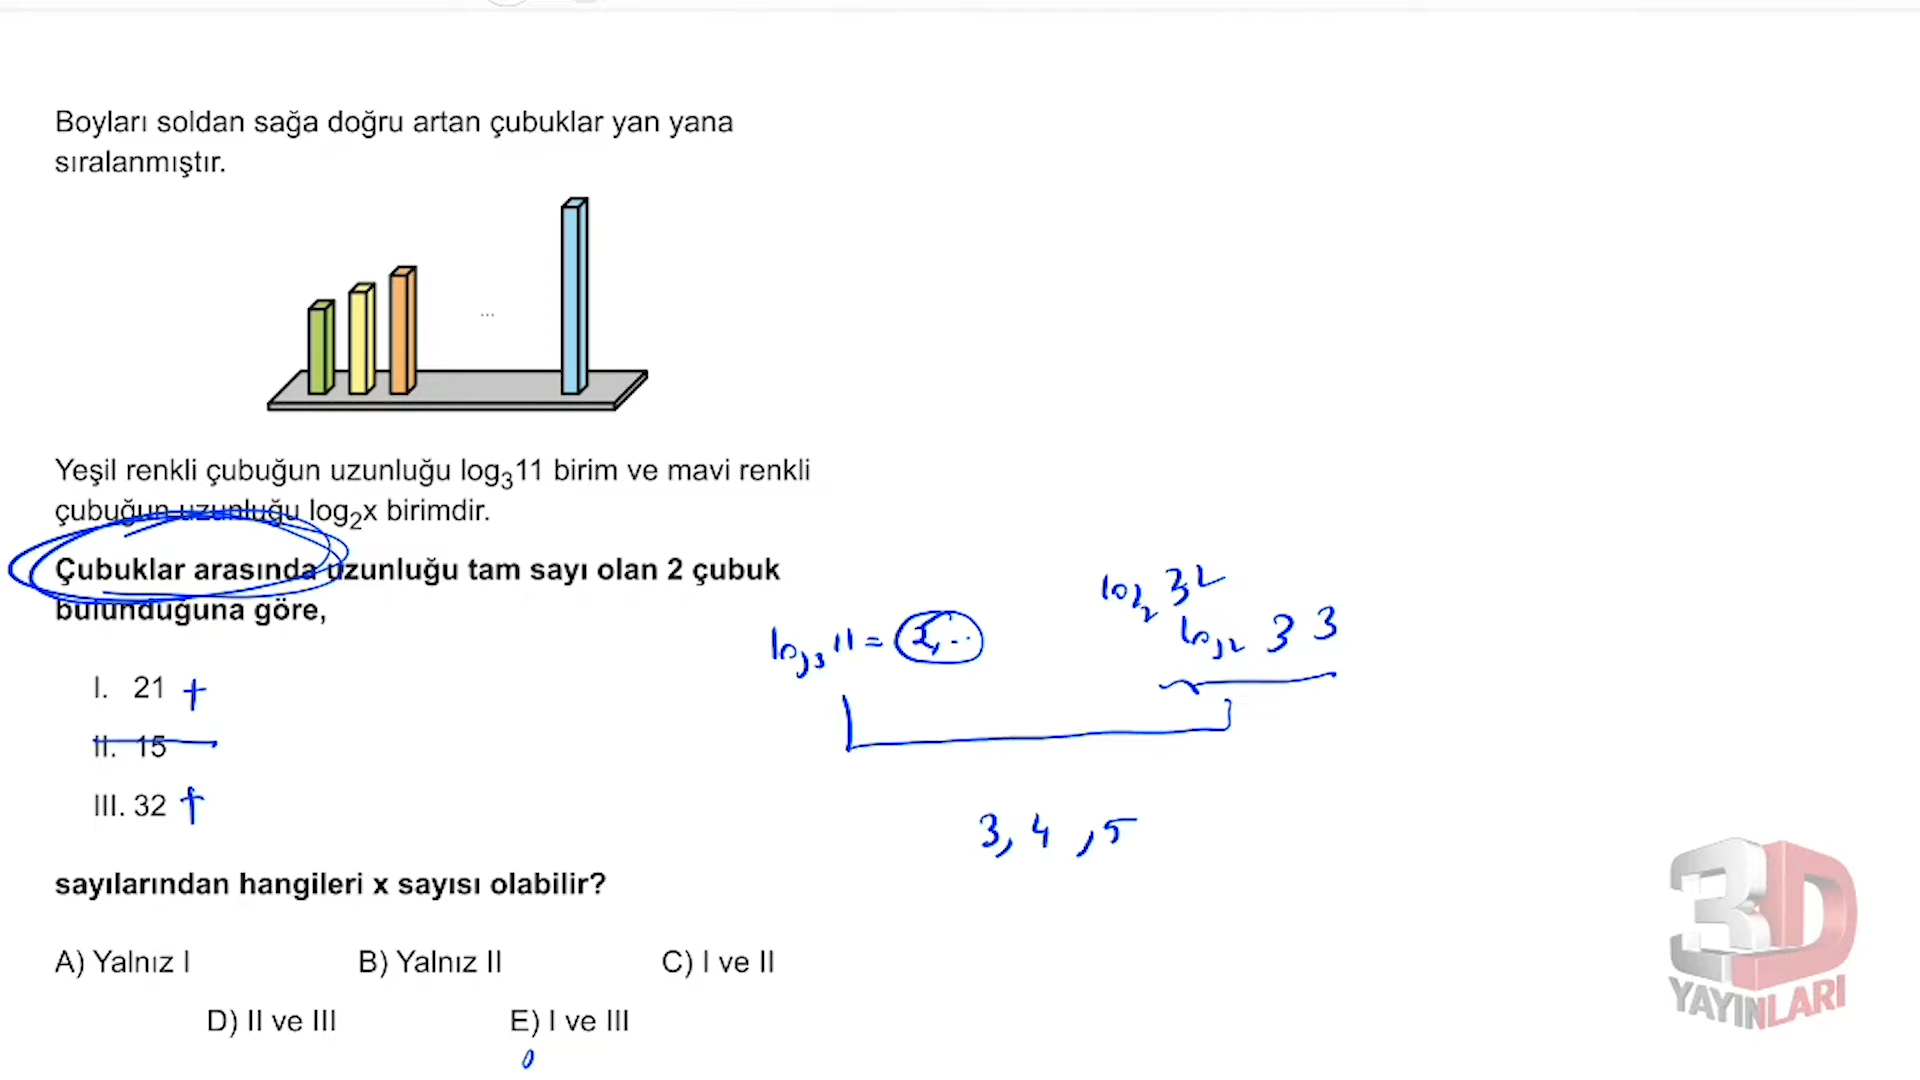 Boyları soldan sağa doğru artan çubuklar yan yana
sıralanmıştır.
...
Yeşil renkli çubuğun uzunluğu log₃11 birim ve mavi renkli
çubuğun uzunluğu log₂x birimdir.
Çubuklar arasında uzunluğu tam sayı olan 2 çubuk
bulunduğuna göre,
log₂ 32
log₂ 33
log₃ 11 =
I. 21 +
II. 15
III. 32 +
3, 4, 5
sayılarından hangileri x sayısı olabilir?
A) Yalnız I B) Yalnız II C) I ve II
D) II ve III E) I ve III
3D
YAYINLARI